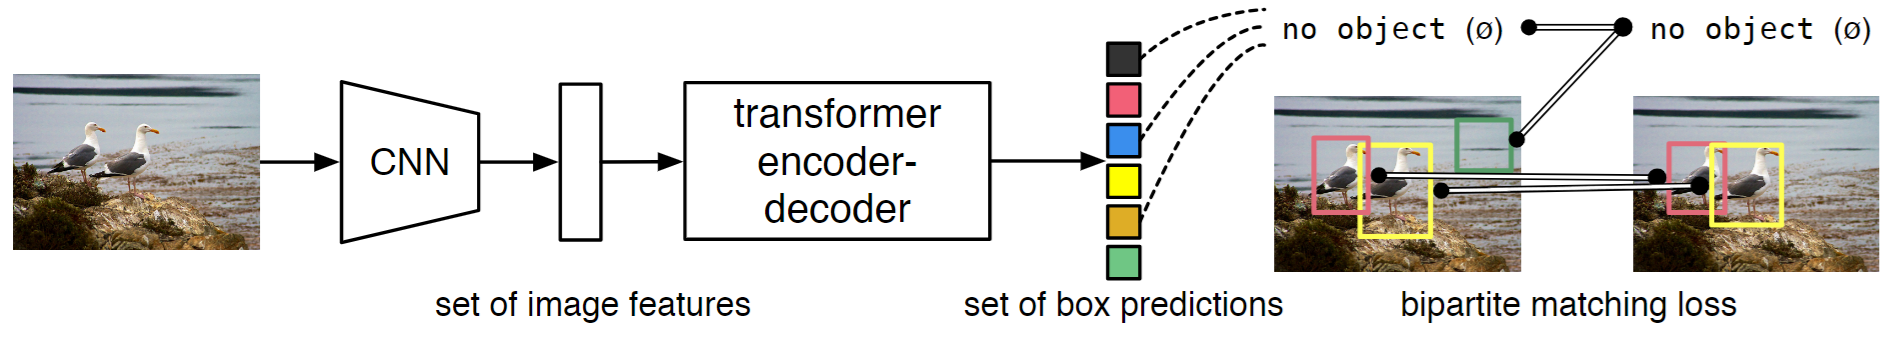 no object (ø)
no object (ø)
CNN
transformer
encoder-
decoder
set of image features
set of box predictions
bipartite matching loss